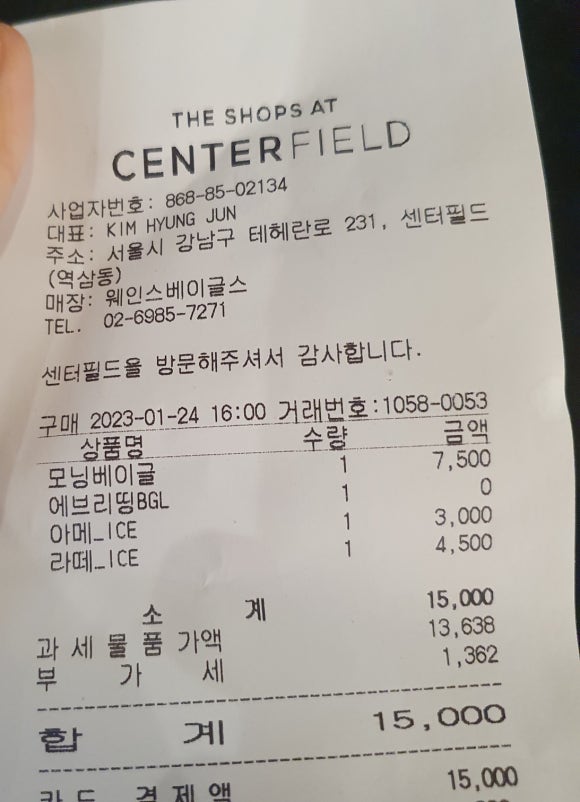 THE SHOPS AT
CENTERFIELD
사업자번호: 868-85-02134
대표: KIM HYUNG JUN
주소: 서울시 강남구 테헤란로 231, 센터필드
(역삼동)
매장: 웨인스베이글스
TEL. 02-6985-7271
센터필드을 방문해주셔서 감사합니다.
구매 2023-01-24 16:00 거래번호:1058-0053
상품명 수량 금액
모닝베이글 1 7,500
에브리띵BGL 1 0
아메_ICE 1 3,000
라떼_ICE 1 4,500
소 계 15,000
과 세 물 품 가액 13,638
부 가 세 1,362
합 계 15,000
카 드 결 제 액 15,000